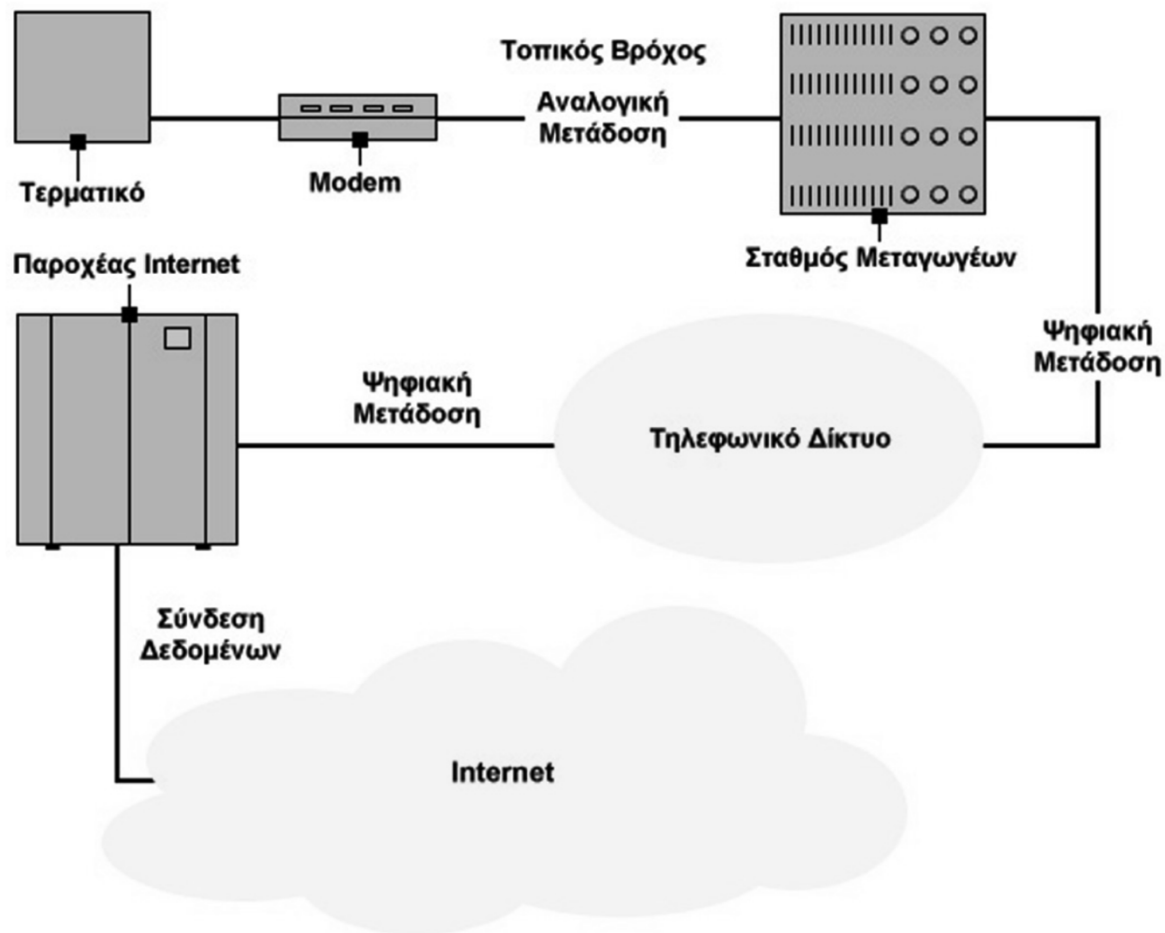 Τοπικός Βρόχος
Αναλογική
Μετάδοση
Τερματικό
Modem
Σταθμός Μεταγωγέων
Παροχέας Internet
Ψηφιακή
Μετάδοση
Ψηφιακή
Μετάδοση
Τηλεφωνικό Δίκτυο
Σύνδεση
Δεδομένων
Internet